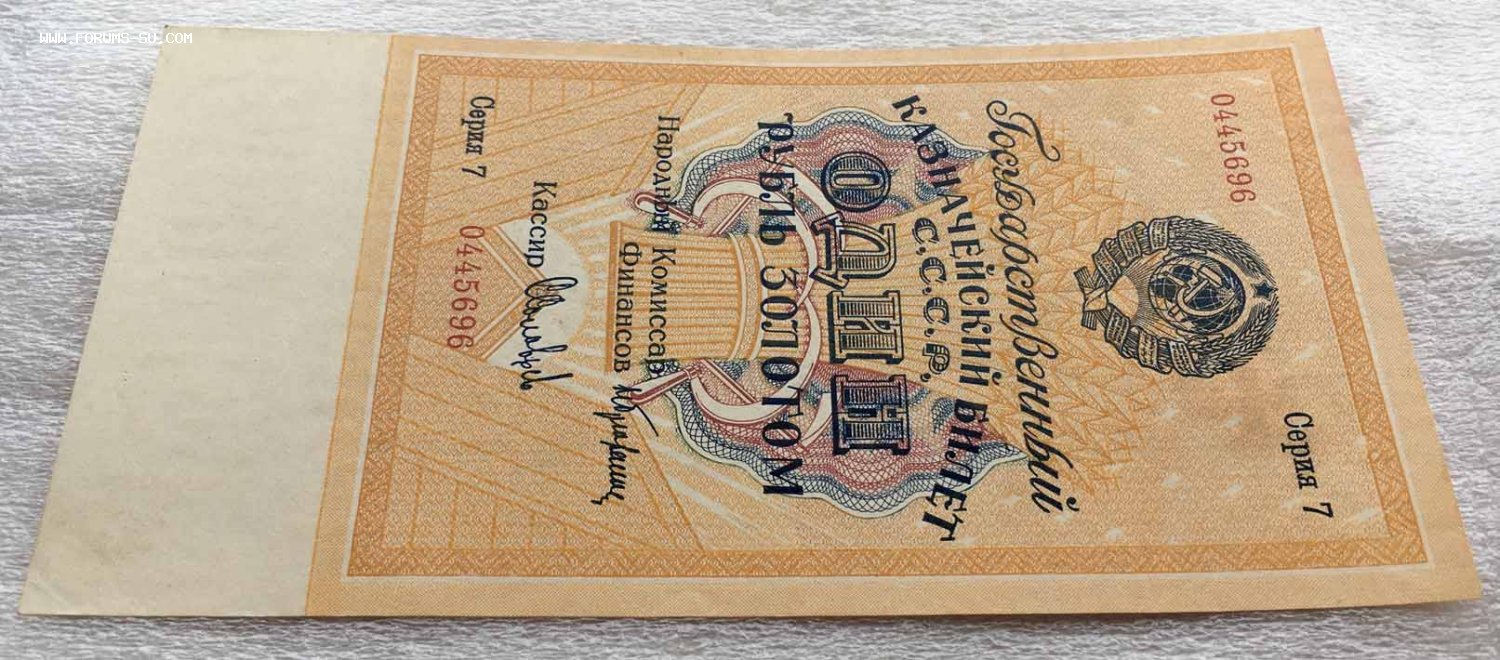 WWW.FORUMS-SU.COM
0445696
Серия 7
Государственный
КАЗНАЧЕЙСКИЙ БИЛЕТ
С.С.С.Р.
ОДИН
РУБЛЬ ЗОЛОТОМ
Народный Комиссар
Финансов
Кассир
Серия 7
0445696